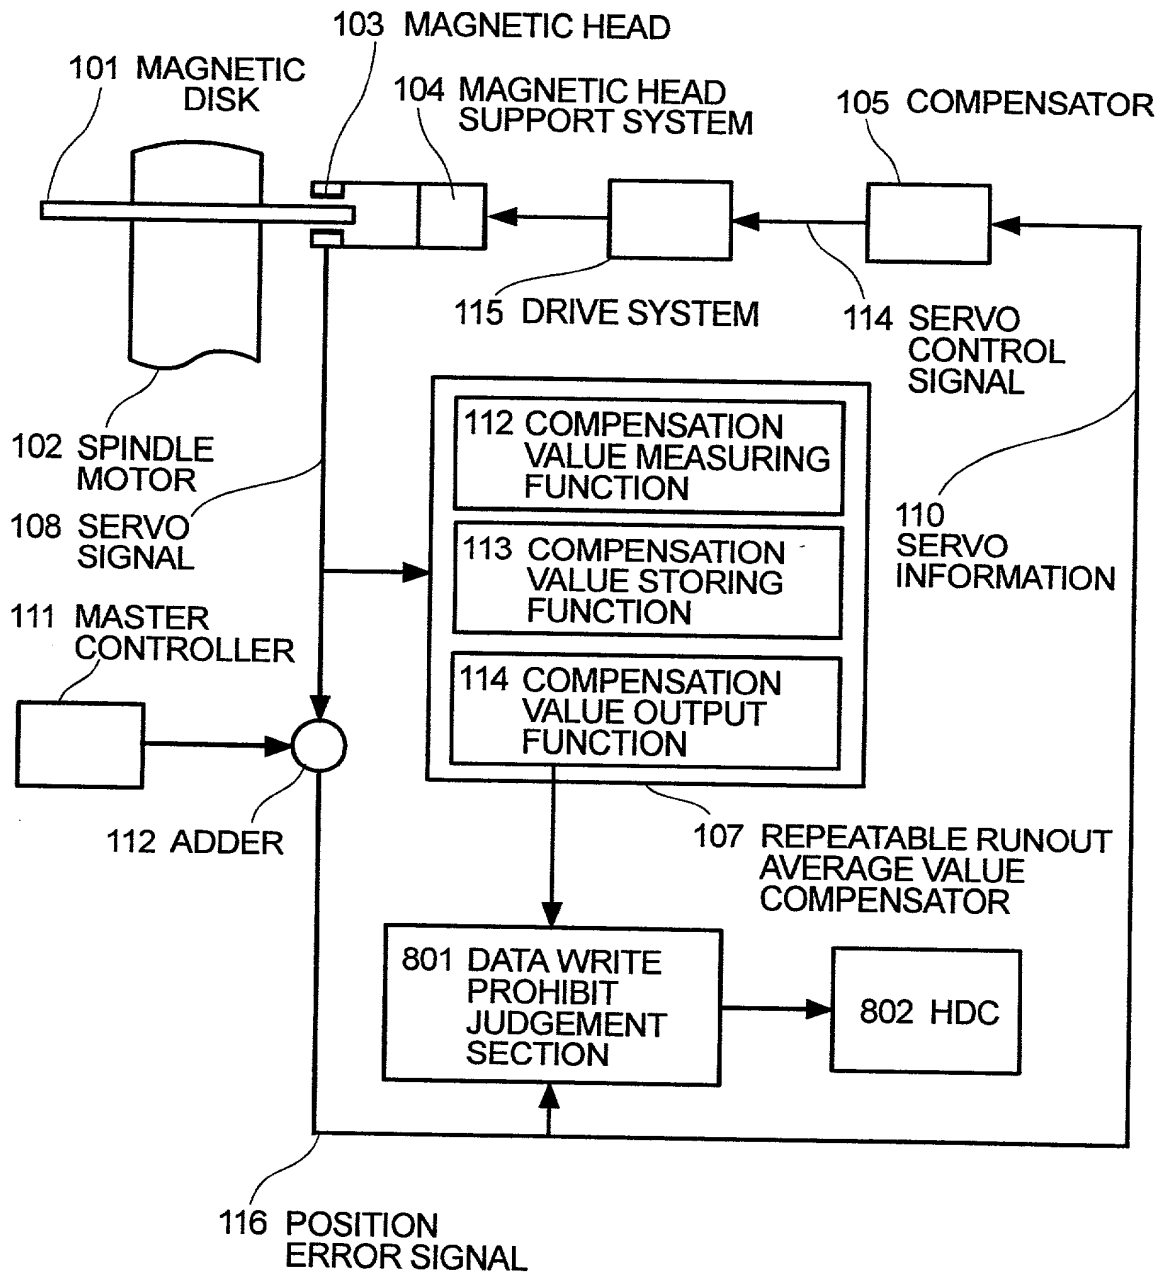 103 MAGNETIC HEAD
101 MAGNETIC
DISK
104 MAGNETIC HEAD
SUPPORT SYSTEM
105 COMPENSATOR
115 DRIVE SYSTEM
114 SERVO
CONTROL
SIGNAL
102 SPINDLE
MOTOR
112 COMPENSATION
VALUE MEASURING
FUNCTION
108 SERVO
SIGNAL
110
SERVO
INFORMATION
113 COMPENSATION
VALUE STORING
FUNCTION
111 MASTER
CONTROLLER
114 COMPENSATION
VALUE OUTPUT
FUNCTION
112 ADDER
107 REPEATABLE RUNOUT
AVERAGE VALUE
COMPENSATOR
801 DATA WRITE
PROHIBIT
JUDGEMENT
SECTION
802 HDC
116 POSITION
ERROR SIGNAL